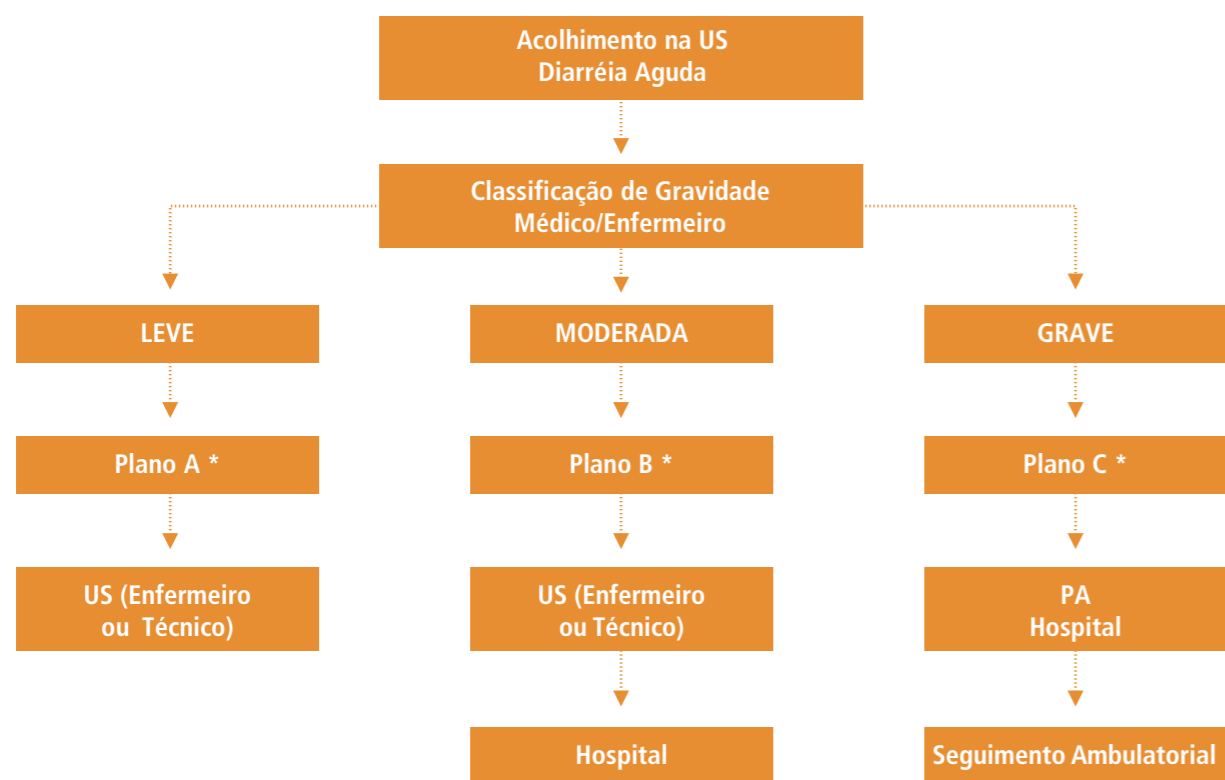 Acolhimento na US
Diarréia Aguda
Classificação de Gravidade
Médico/Enfermeiro
LEVE
MODERADA
GRAVE
Plano A *
Plano B *
Plano C *
US (Enfermeiro
ou Técnico)
US (Enfermeiro
ou Técnico)
PA
Hospital
Hospital
Seguimento Ambulatorial